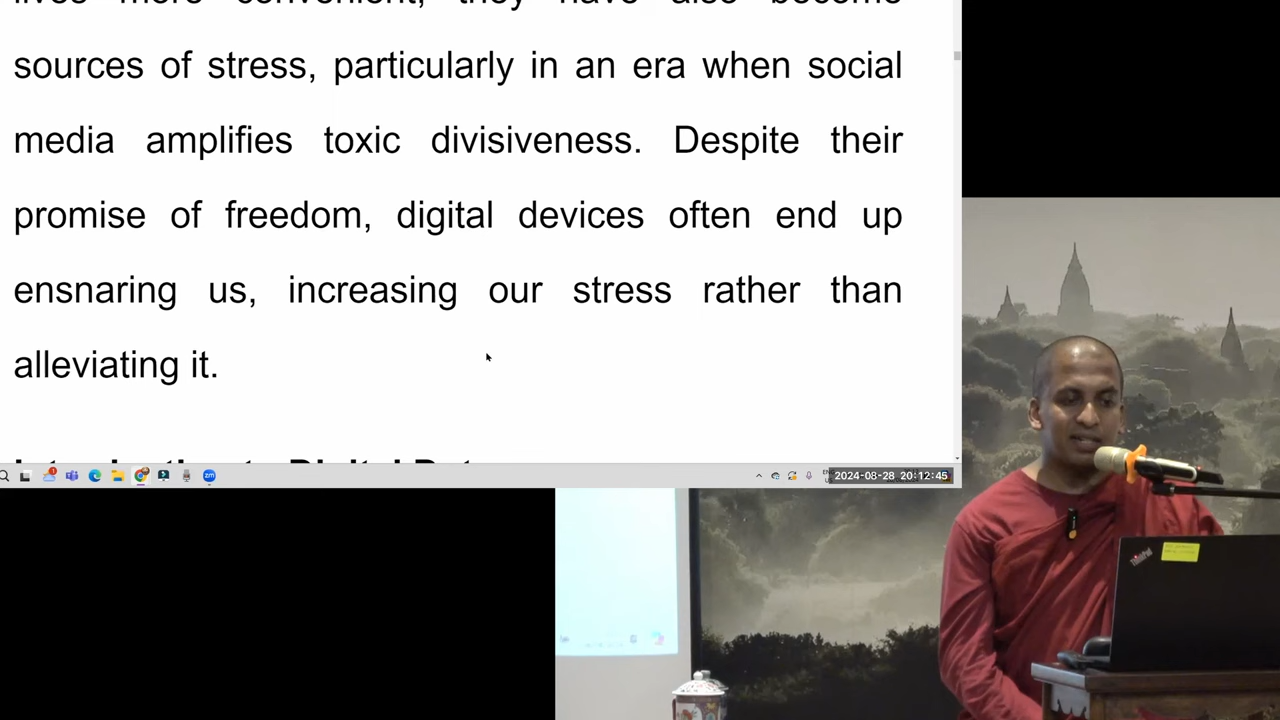 lives more convenient, they have also become
sources of stress, particularly in an era when social
media amplifies toxic divisiveness. Despite their
promise of freedom, digital devices often end up
ensnaring us, increasing our stress rather than
alleviating it.
2024-08-28 20:12:45